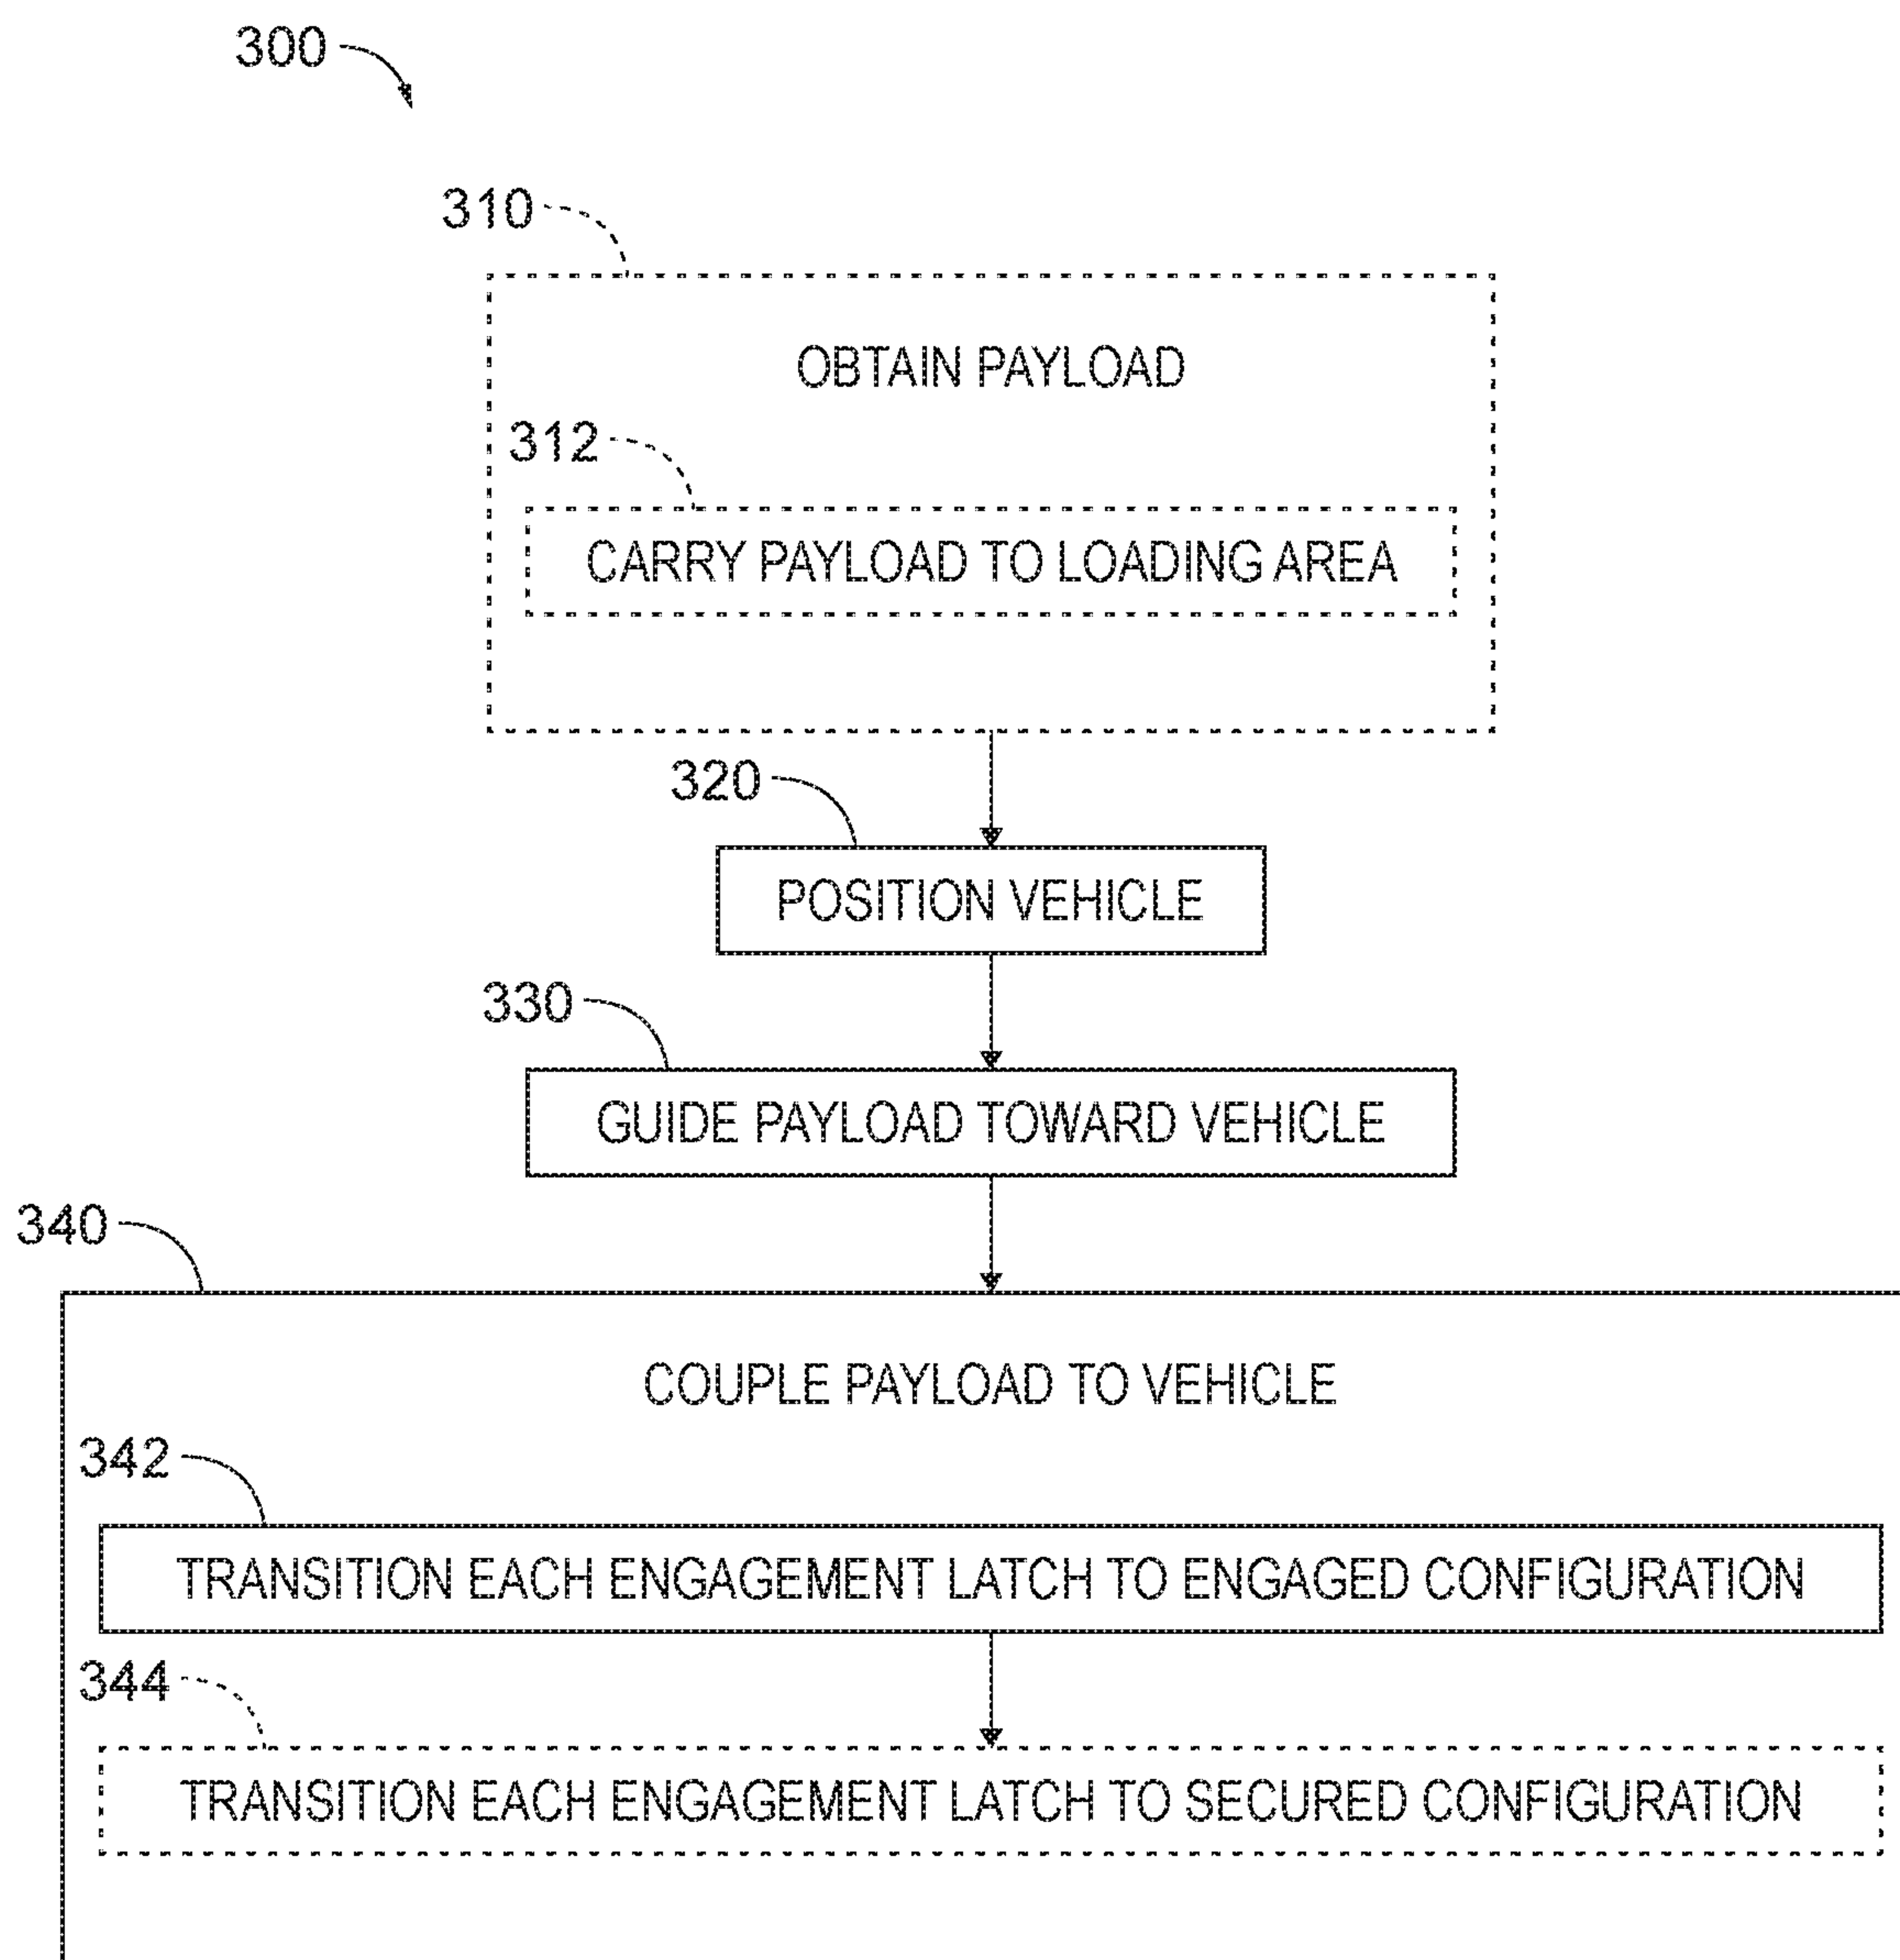 300
310
OBTAIN PAYLOAD
312
CARRY PAYLOAD TO LOADING AREA
320
POSITION VEHICLE
330
GUIDE PAYLOAD TOWARD VEHICLE
340
COUPLE PAYLOAD TO VEHICLE
342
TRANSITION EACH ENGAGEMENT LATCH TO ENGAGED CONFIGURATION
344
TRANSITION EACH ENGAGEMENT LATCH TO SECURED CONFIGURATION